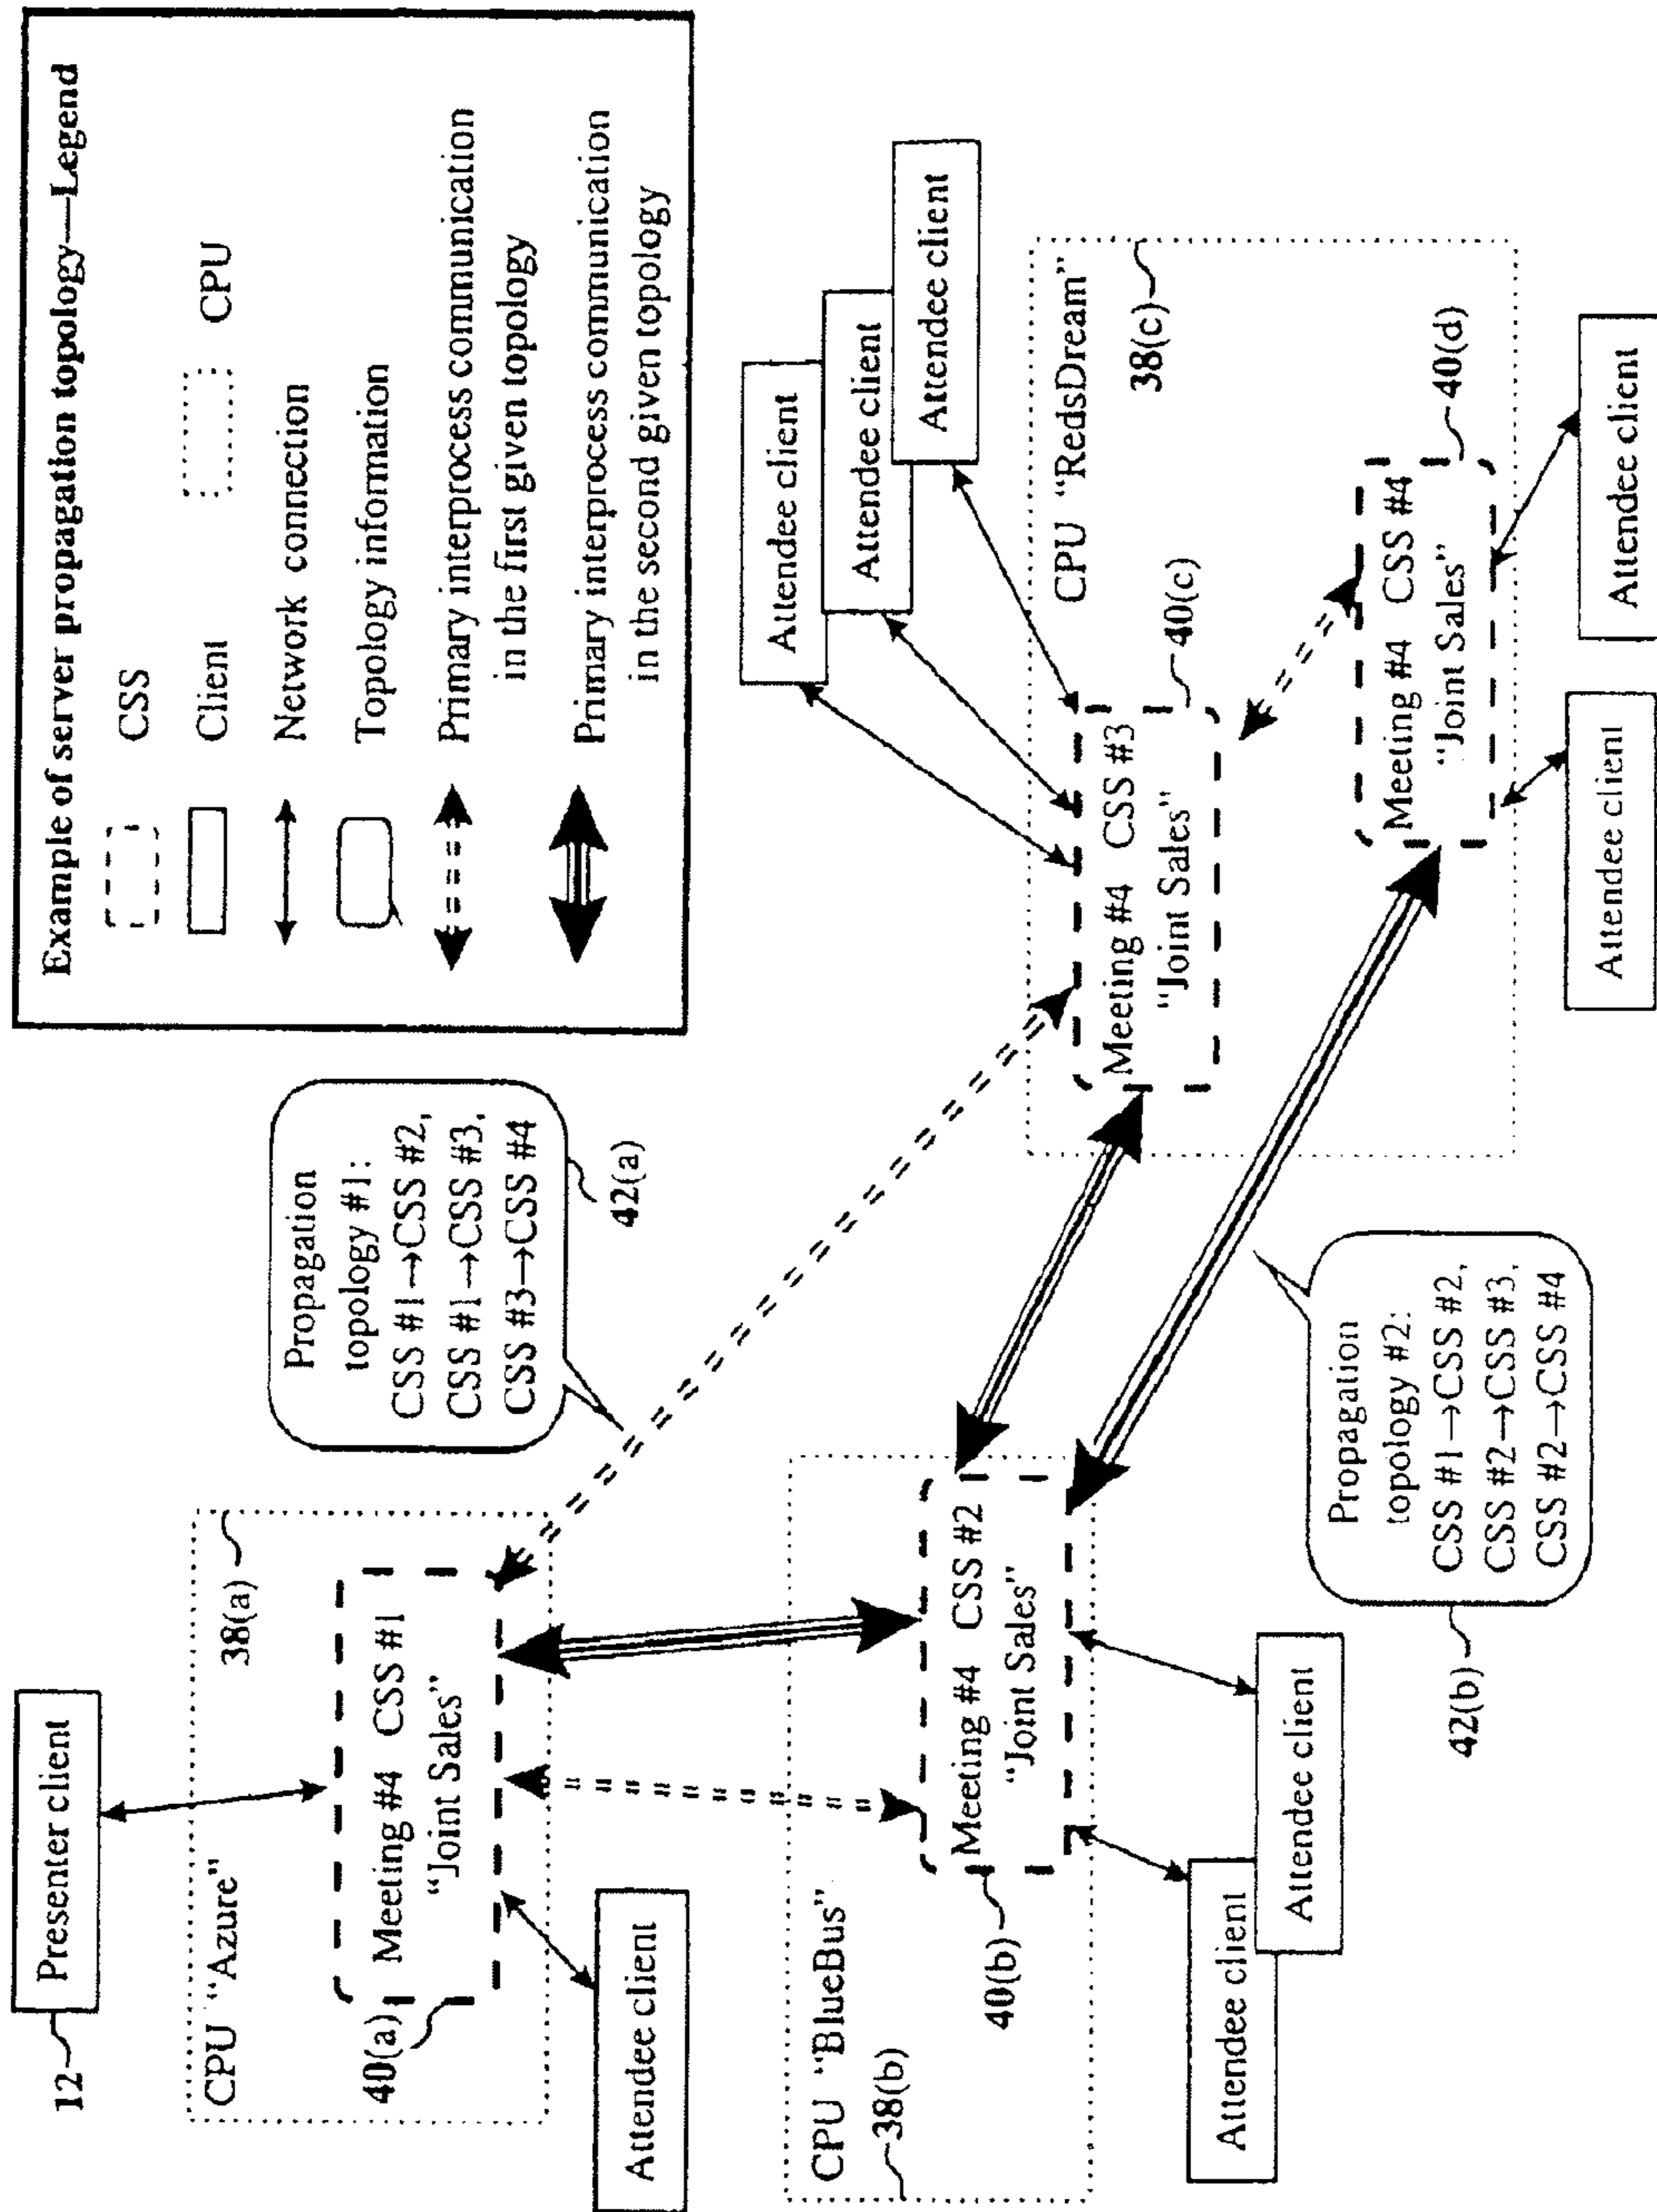 Example of server propagation topology—Legend
CSS
Client
CPU
Network connection
Topology information
Primary interprocess communication
in the first given topology
Primary interprocess communication
in the second given topology
12
Presenter client
CPU "Azure"
38(a)
Meeting #4 CSS #1
"Joint Sales"
40(a)
Attendee client
Propagation
topology #1:
CSS #1→CSS #2,
CSS #1→CSS #3,
CSS #3→CSS #4
42(a)
CPU "BlueBus"
38(b)
Meeting #4 CSS #2
"Joint Sales"
40(b)
Attendee client
Attendee client
Propagation
topology #2:
CSS #1→CSS #2,
CSS #2→CSS #3,
CSS #2→CSS #4
42(b)
Attendee client
Attendee client
Attendee client
CPU "RedsDream"
38(c)
Meeting #4 CSS #3
"Joint Sales"
40(c)
Meeting #4 CSS #4
"Joint Sales"
40(d)
Attendee client
Attendee client